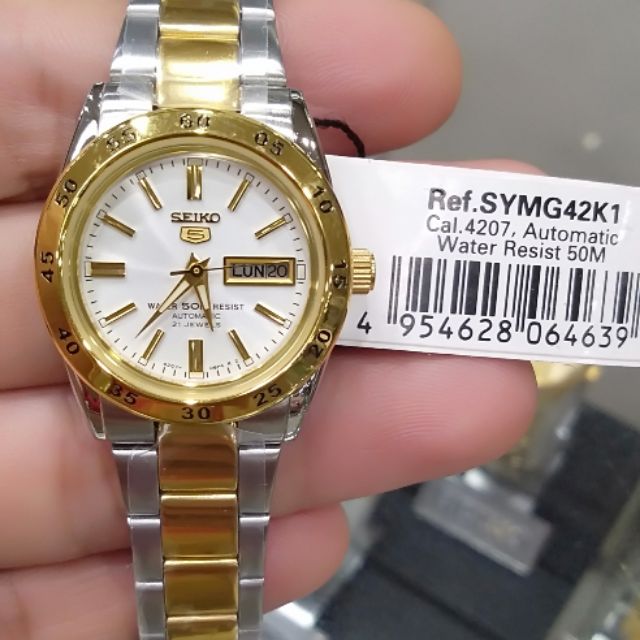 60
05
10
15
20
25
30
35
40
45
50
55
SEIKO
5
LUN 20
WATER 50M RESIST
AUTOMATIC
21 JEWELS
Ref.SYMG42K1
Cal.4207, Automatic
Water Resist 50M
4 954628 064639